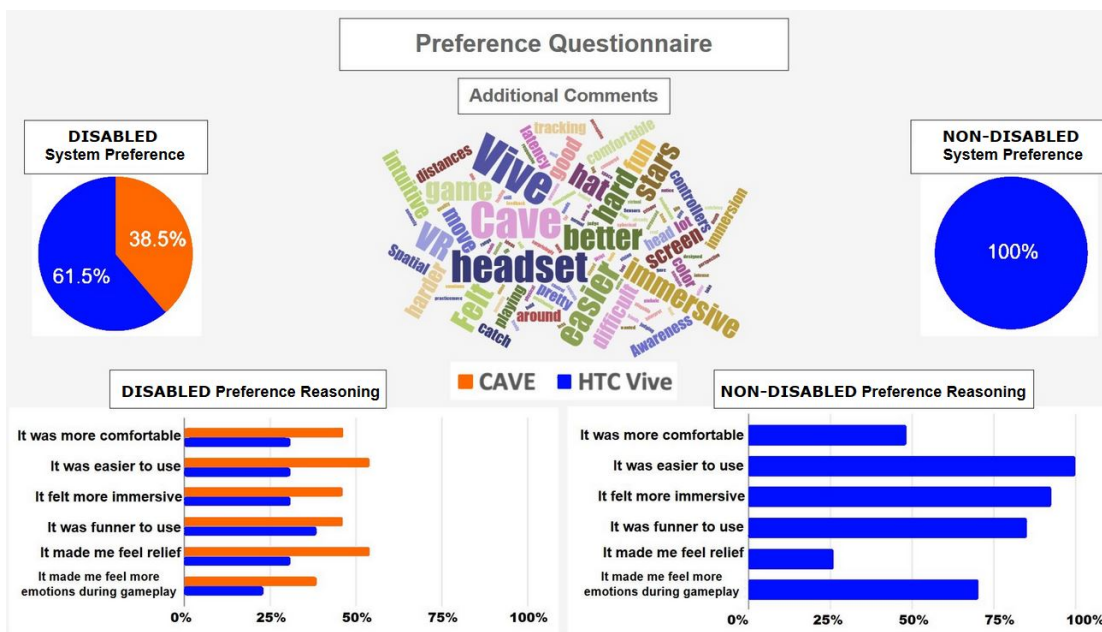 Preference Questionnaire
Additional Comments
DISABLED
System Preference
38.5%
61.5%
NON-DISABLED
System Preference
100%
tracking
latency
comfortable
good
fun
stars
distances
intuitive
Vive
hat
hard
controllers
immersion
game
Cave
better
head
lot
VR
move
screen
color
Spatial
headset
harder
Felt
playing
pretty
easier
immersive
catch
around
difficult
Awareness
CAVE
HTC Vive
DISABLED Preference Reasoning
It was more comfortable
It was easier to use
It felt more immersive
It was funner to use
It made me feel relief
It made me feel more
emotions during gameplay
0%
25%
50%
75%
100%
NON-DISABLED Preference Reasoning
It was more comfortable
It was easier to use
It felt more immersive
It was funner to use
It made me feel relief
It made me feel more
emotions during gameplay
0%
25%
50%
75%
100%